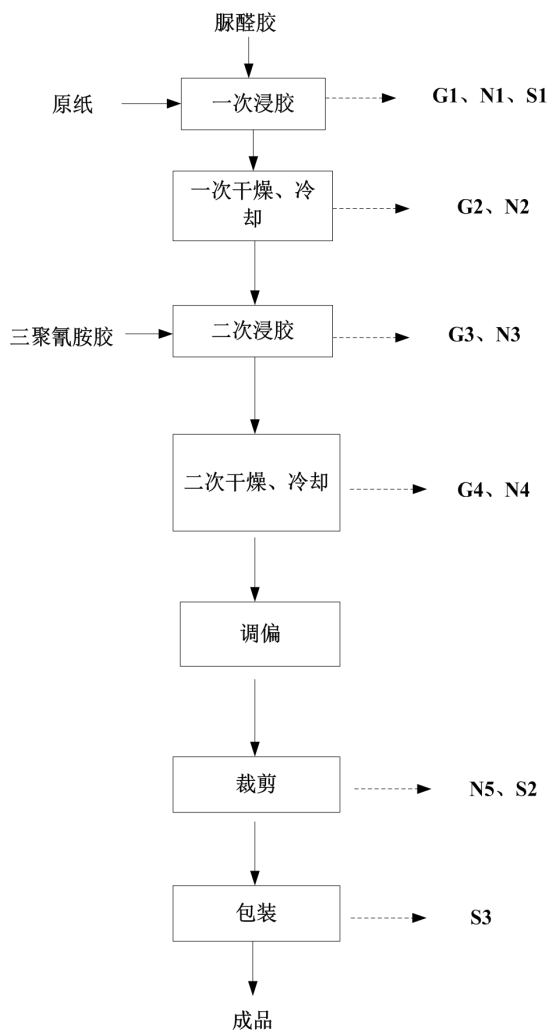 脲醛胶
原纸
一次浸胶
G1、N1、S1
一次干燥、冷
却
G2、N2
三聚氰胺胶
二次浸胶
G3、N3
二次干燥、冷却
G4、N4
调偏
裁剪
N5、S2
包装
S3
成品